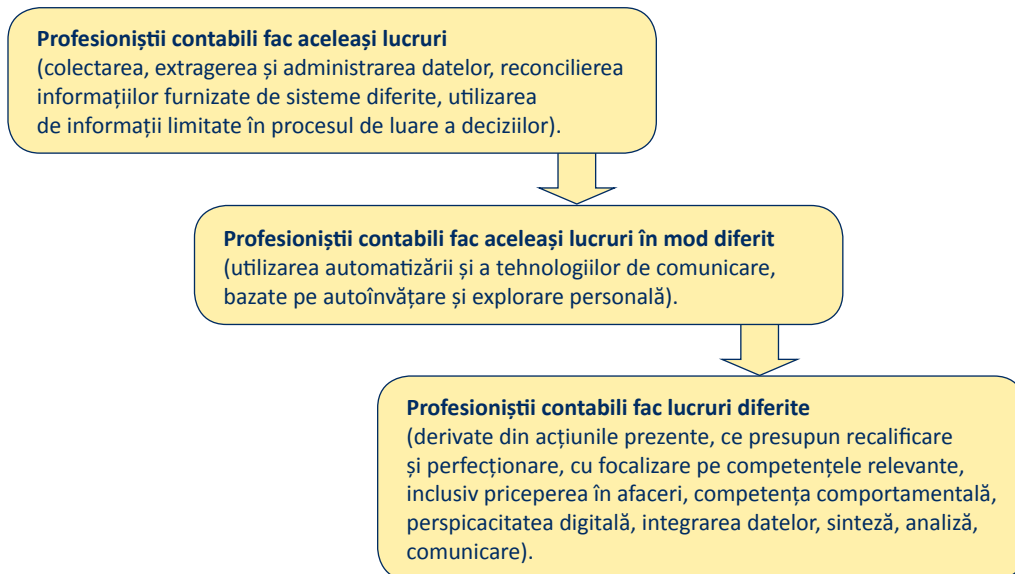 Profesioniștii contabili fac aceleași lucruri
(colectarea, extragerea și administrarea datelor, reconcilierea
informațiilor furnizate de sisteme diferite, utilizarea
de informații limitate în procesul de luare a deciziilor).
Profesioniștii contabili fac aceleași lucruri în mod diferit
(utilizarea automatizării și a tehnologiilor de comunicare,
bazate pe autoînvățare și explorare personală).
Profesioniștii contabili fac lucruri diferite
(derivate din acțiunile prezente, ce presupun recalificare
și perfecționare, cu focalizare pe competențele relevante,
inclusiv priceperea în afaceri, competența comportamentală,
perspicacitatea digitală, integrarea datelor, sinteză, analiză,
comunicare).